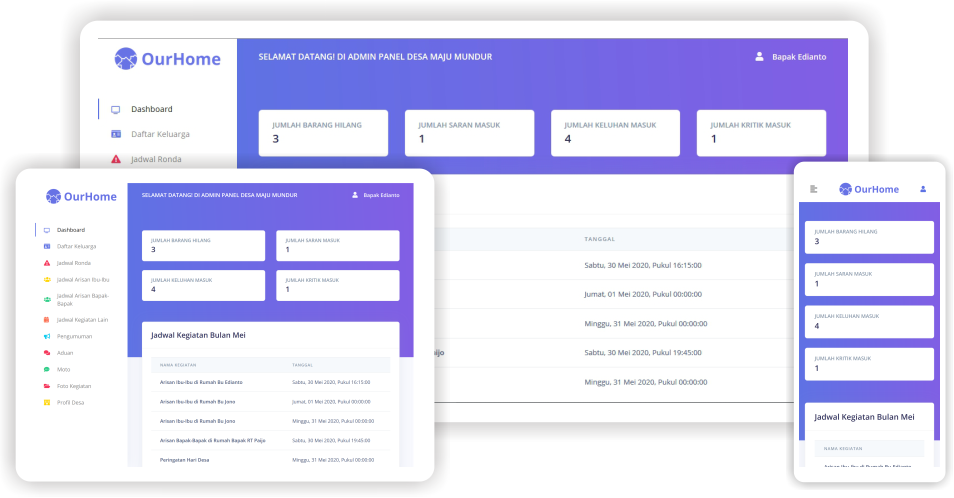 OurHome
SELAMAT DATANG! DI ADMIN PANEL DESA MAJU MUNDUR
Bapak Edianto
Dashboard
Daftar Keluarga
Jadwal Ronda
JUMLAH BARANG HILANG
3
JUMLAH SARAN MASUK
1
JUMLAH KELUHAN MASUK
4
JUMLAH KRITIK MASUK
1
TANGGAL
Sabtu, 30 Mei 2020, Pukul 16:15:00
Jumat, 01 Mei 2020, Pukul 00:00:00
Minggu, 31 Mei 2020, Pukul 00:00:00
ijo
Sabtu, 30 Mei 2020, Pukul 19:45:00
Minggu, 31 Mei 2020, Pukul 00:00:00
OurHome
SELAMAT DATANG! DI ADMIN PANEL DESA MAJU MUNDUR
Bapak Edianto
Dashboard
Daftar Keluarga
Jadwal Ronda
Jadwal Arisan Ibu-Ibu
Jadwal Arisan Bapak-
Bapak
Jadwal Kegiatan Lain
Pengumuman
Aduan
Moto
Foto Kegiatan
Profil Desa
JUMLAH BARANG HILANG
3
JUMLAH SARAN MASUK
1
JUMLAH KELUHAN MASUK
4
JUMLAH KRITIK MASUK
1
Jadwal Kegiatan Bulan Mei
NAMA KEGIATAN TANGGAL
Arisan Ibu-Ibu di Rumah Bu Edianto Sabtu, 30 Mei 2020, Pukul 16:15:00
Arisan Ibu-Ibu di Rumah Bu Jono Jumat, 01 Mei 2020, Pukul 00:00:00
Arisan Ibu-Ibu di Rumah Bu Jono Minggu, 31 Mei 2020, Pukul 00:00:00
Arisan Bapak-Bapak di Rumah Bapak RT Paijo Sabtu, 30 Mei 2020, Pukul 19:45:00
Peringatan Hari Desa Minggu, 31 Mei 2020, Pukul 00:00:00
OurHome
JUMLAH BARANG HILANG
3
JUMLAH SARAN MASUK
1
JUMLAH KELUHAN MASUK
4
JUMLAH KRITIK MASUK
1
Jadwal Kegiatan Bulan Mei
NAMA KEGIATAN
Arisan Ibu-Ibu di Rumah Bu Edianto